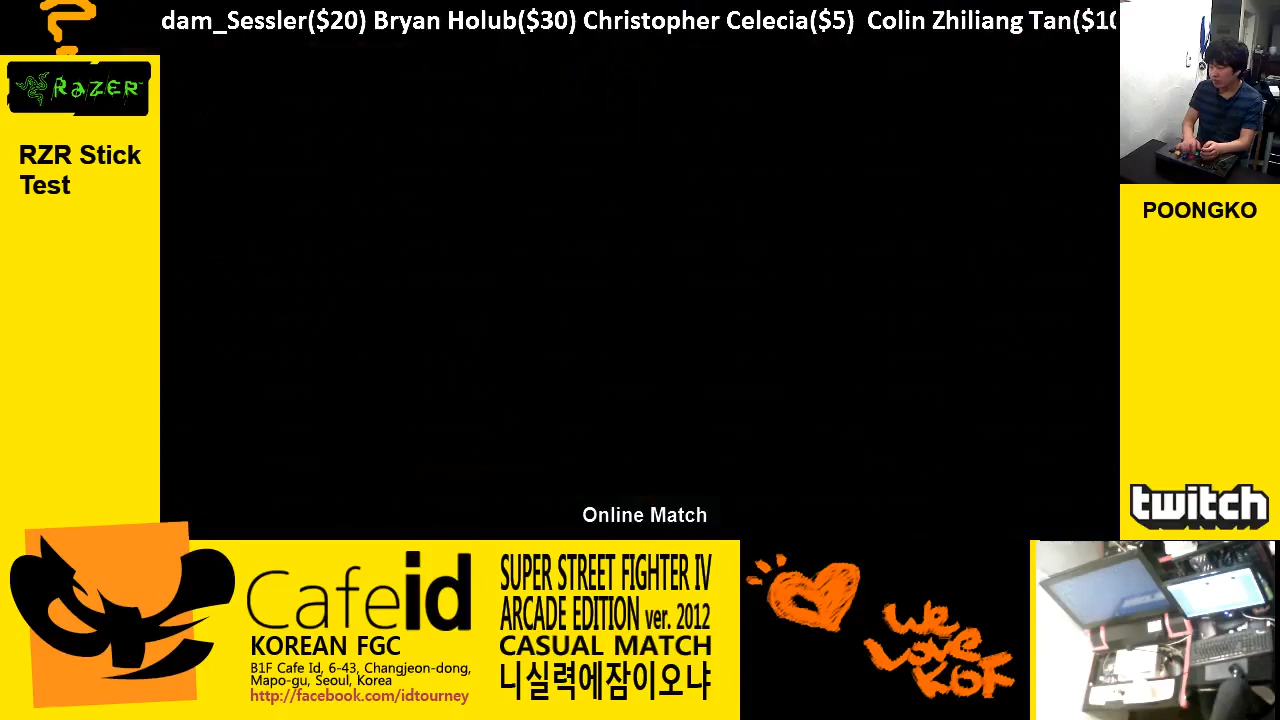 dam_Sessler($20) Bryan Holub($30) Christopher Celecia($5) Colin Zhiliang Tan($10
RAZER
RZR Stick
Test
POONGKO
Online Match
twitch
Cafeid
KOREAN FGC
B1F Cafe Id, 6-43, Changjeon-dong,
Mapo-gu, Seoul, Korea
http://facebook.com/idtourney
SUPER STREET FIGHTER IV
ARCADE EDITION ver. 2012
CASUAL MATCH
니실력에잠이오냐
We
Love
KOF